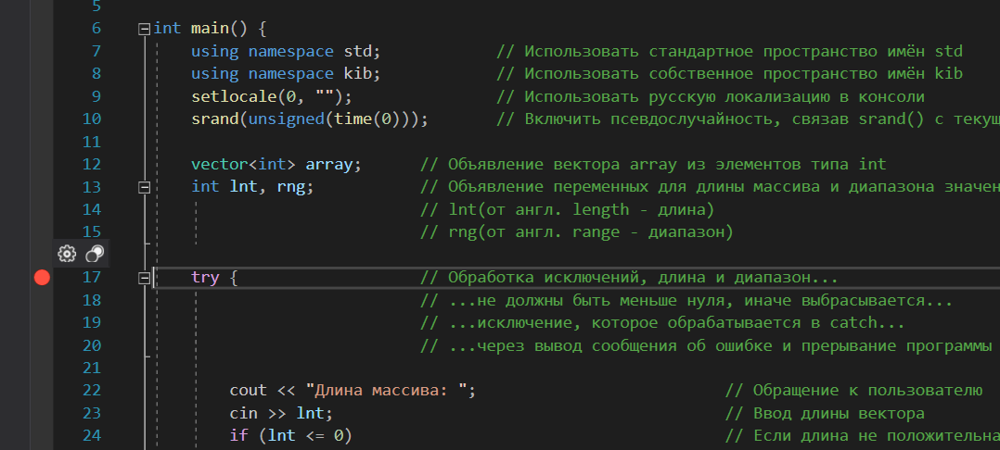 5
6 int main() {
7 using namespace std; // Использовать стандартное пространство имён std
8 using namespace kib; // Использовать собственное пространство имён kib
9 setlocale(0, ""); // Использовать русскую локализацию в консоли
10 srand(unsigned(time(0))); // Включить псевдослучайность, связав srand() с текущ
11
12 vector<int> array; // Объявление вектора array из элементов типа int
13 int lnt, rng; // Объявление переменных для длины массива и диапазона значен
14 // lnt(от англ. length - длина)
15 // rng(от англ. range - диапазон)
17 try { // Обработка исключений, длина и диапазон...
18 // ...не должны быть меньше нуля, иначе выбрасывается...
19 // ...исключение, которое обрабатывается в catch...
20 // ...через вывод сообщения об ошибке и прерывание программы
21
22 cout << "Длина массива: "; // Обращение к пользователю
23 cin >> lnt; // Ввод длины вектора
24 if (lnt <= 0) // Если длина не положительна